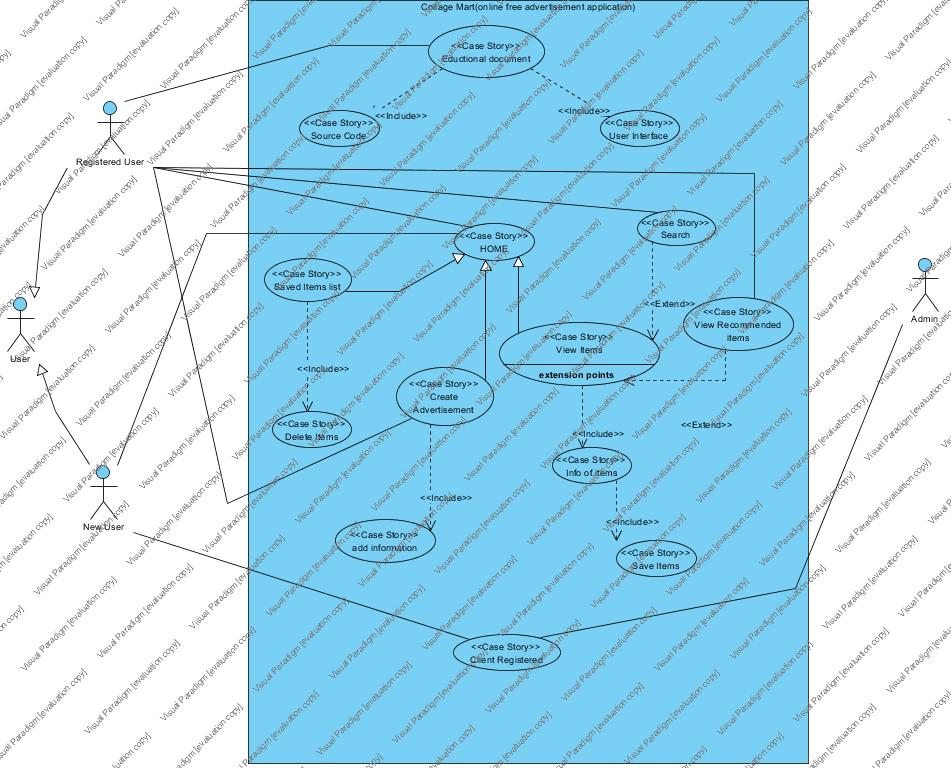 Collage Mart(online free advertisement application)
<<Case Story>>
Eductional document
<<Include>>
<<Include>>
<<Case Story>>
Source Code
<<Case Story>>
User Interface
Registered User
<<Case Story>>
HOME
<<Case Story>>
Search
<<Case Story>>
Saved Items list
<<Extend>>
<<Case Story>>
View Recommended
items
Admin
User
<<Case Story>>
View Items
extension points
<<Include>>
<<Case Story>>
Create
Advertisement
<<Case Story>>
Delete Items
<<Include>>
<<Extend>>
<<Case Story>>
Info of items
<<Include>>
New User
<<Include>>
<<Case Story>>
add information
<<Case Story>>
Save Items
<<Case Story>>
Client Registered
Visual Paradigm [evaluation copy]